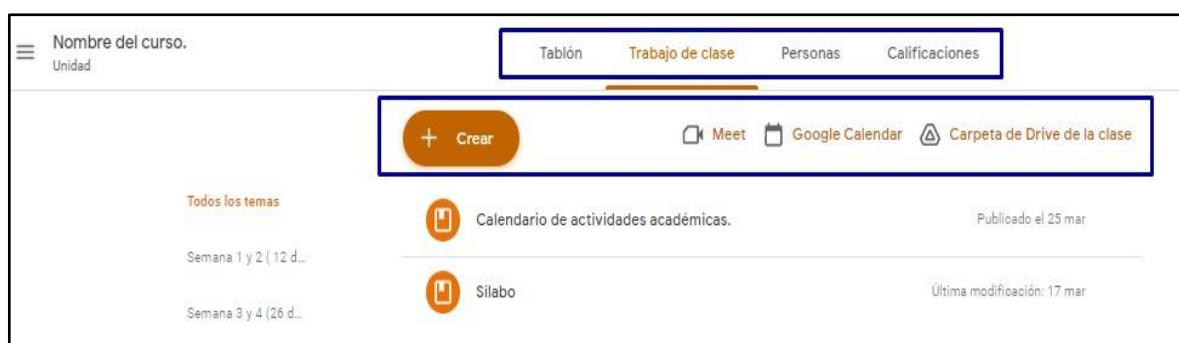 Nombre del curso.
Unidad
Tablón Trabajo de clase Personas Calificaciones
+ Crear Meet Google Calendar Carpeta de Drive de la clase
Todos los temas
Calendario de actividades académicas. Publicado el 25 mar
Semana 1 y 2 ( 12 d...
Sílabo Última modificación: 17 mar
Semana 3 y 4 (26 d...